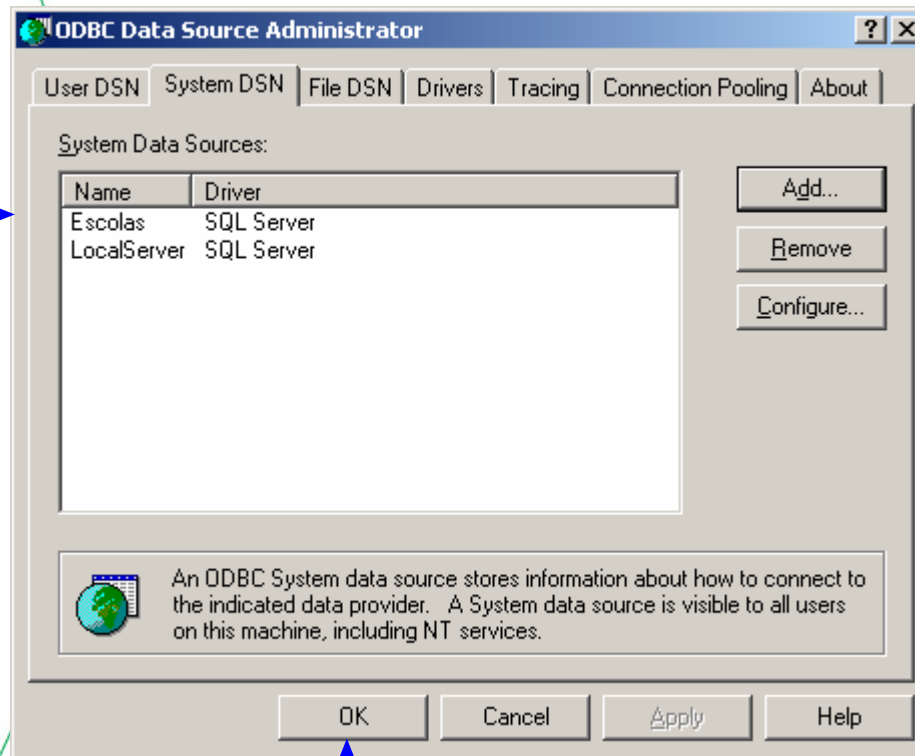 ODBC Data Source Administrator
User DSN System DSN File DSN Drivers Tracing Connection Pooling About
System Data Sources:
Name Driver
Escolas SQL Server
LocalServer SQL Server
Add...
Remove
Configure...
An ODBC System data source stores information about how to connect to
the indicated data provider. A System data source is visible to all users
on this machine, including NT services.
OK Cancel Apply Help